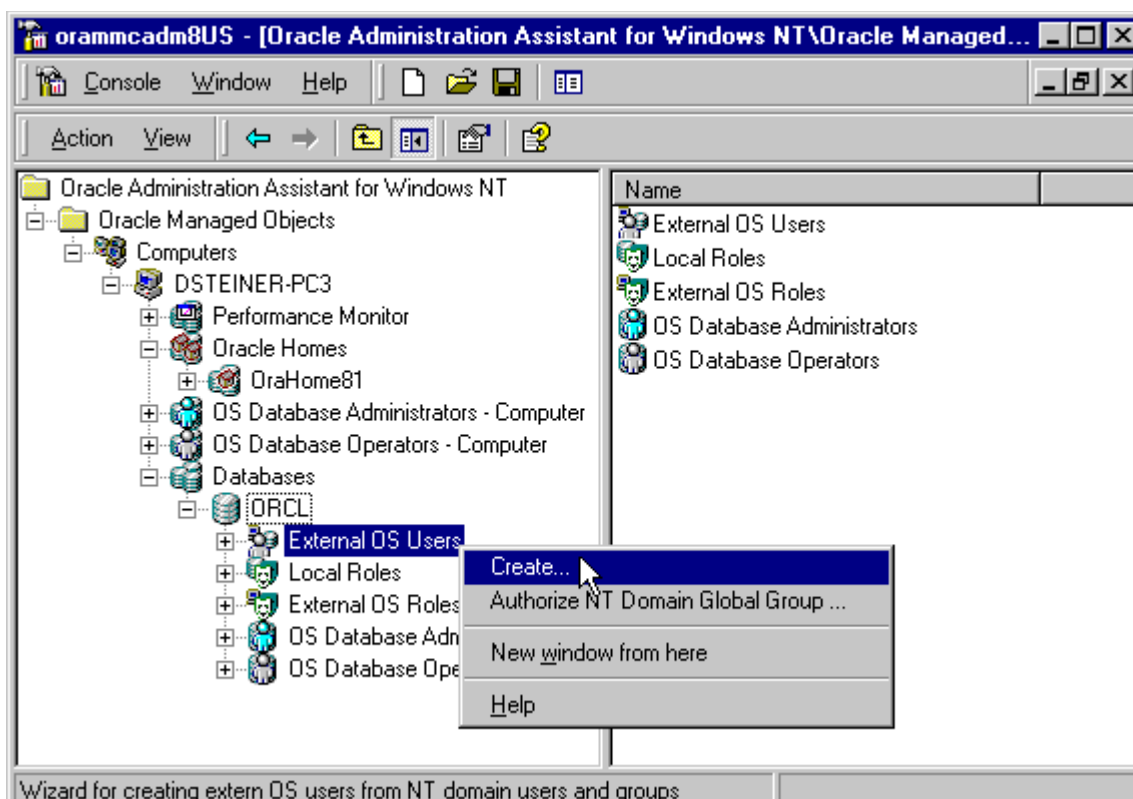 orammcadm8US - [Oracle Administration Assistant for Windows NT\Oracle Managed...
Console Window Help
Action View
Oracle Administration Assistant for Windows NT
Oracle Managed Objects
Computers
DSTEINER-PC3
Performance Monitor
Oracle Homes
OraHome81
OS Database Administrators - Computer
OS Database Operators - Computer
Databases
ORCL
External OS Users
Local Roles
External OS Roles
OS Database Adm
OS Database Ope
Create...
Authorize NT Domain Global Group ...
New window from here
Help
Name
External OS Users
Local Roles
External OS Roles
OS Database Administrators
OS Database Operators
Wizard for creating extern OS users from NT domain users and groups